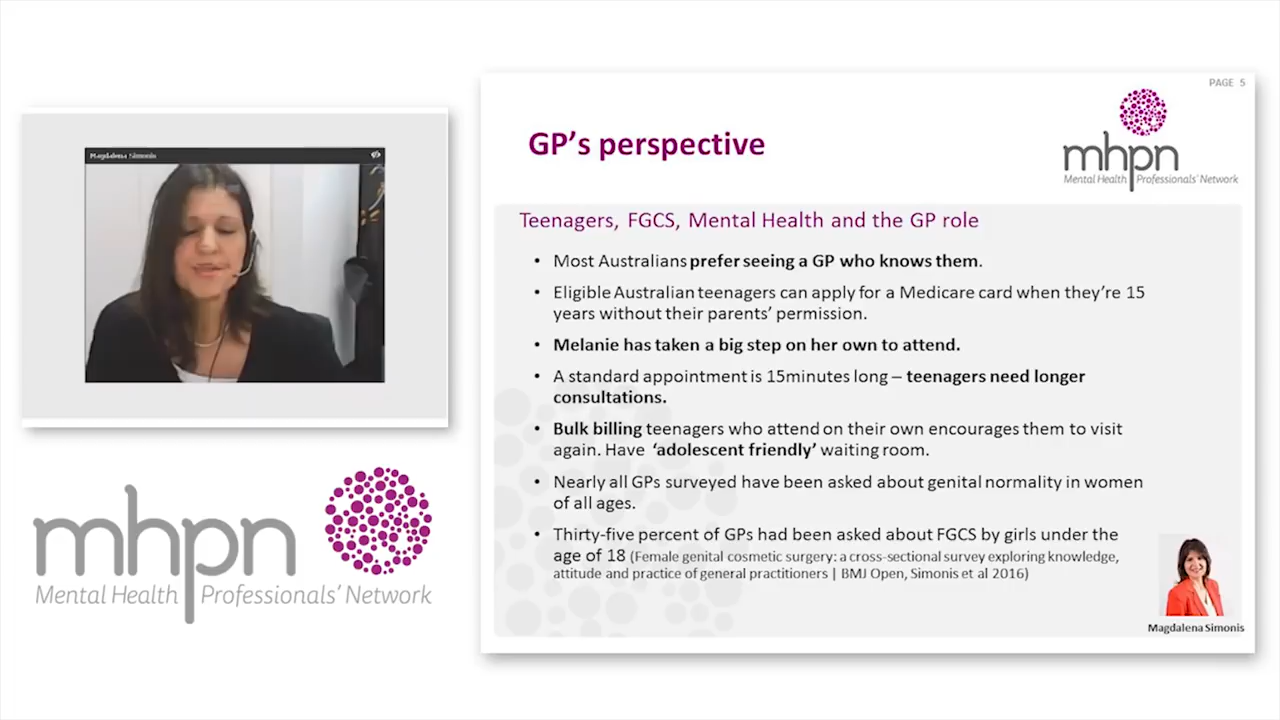 Magdalena Simonis
mhpn
Mental Health Professionals' Network
PAGE 5
GP's perspective
mhpn
Mental Health Professionals' Network
Teenagers, FGCS, Mental Health and the GP role
• Most Australians prefer seeing a GP who knows them.
• Eligible Australian teenagers can apply for a Medicare card when they're 15
years without their parents' permission.
• Melanie has taken a big step on her own to attend.
• A standard appointment is 15minutes long – teenagers need longer
consultations.
• Bulk billing teenagers who attend on their own encourages them to visit
again. Have 'adolescent friendly' waiting room.
• Nearly all GPs surveyed have been asked about genital normality in women
of all ages.
• Thirty-five percent of GPs had been asked about FGCS by girls under the
age of 18 (Female genital cosmetic surgery: a cross-sectional survey exploring knowledge,
attitude and practice of general practitioners | BMJ Open, Simonis et al 2016)
Magdalena Simonis